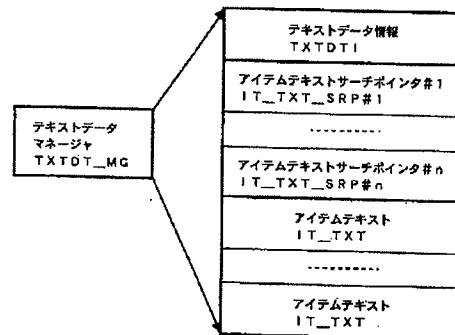 テキストデータ
マネージャ
TXTDT_MG
テキストデータ情報
TXTDTI
アイテムテキストサーチポインタ#1
IT_TXT_SRP#1
----------
アイテムテキストサーチポインタ#n
IT_TXT_SRP#n
アイテムテキスト
IT_TXT
----------
アイテムテキスト
IT_TXT